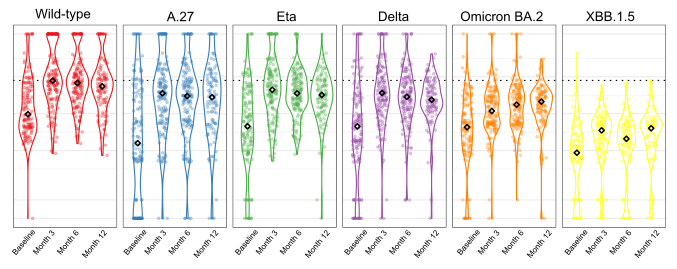 Wild-type
A.27
Eta
Delta
Omicron BA.2
XBB.1.5
Baseline
Month 3
Month 6
Month 12
Baseline
Month 3
Month 6
Month 12
Baseline
Month 3
Month 6
Month 12
Baseline
Month 3
Month 6
Month 12
Baseline
Month 3
Month 6
Month 12
Baseline
Month 3
Month 6
Month 12